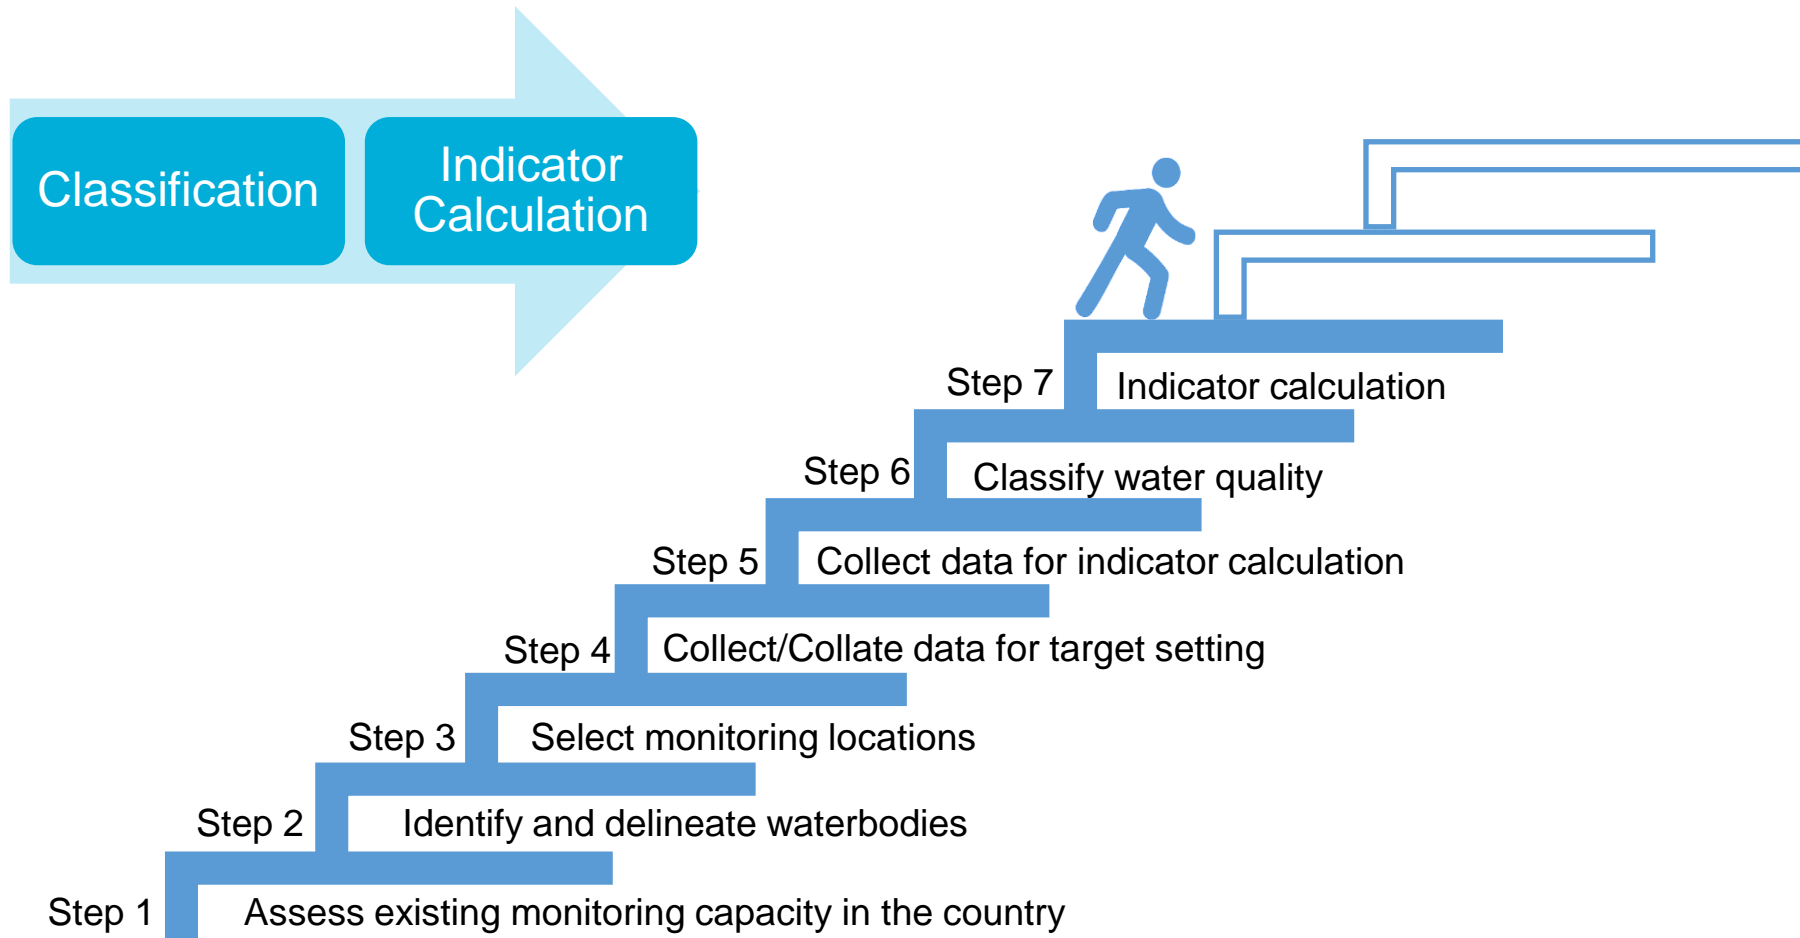 Classification
Indicator
Calculation
Step 7 Indicator calculation
Step 6 Classify water quality
Step 5 Collect data for indicator calculation
Step 4 Collect/Collate data for target setting
Step 3 Select monitoring locations
Step 2 Identify and delineate waterbodies
Step 1 Assess existing monitoring capacity in the country